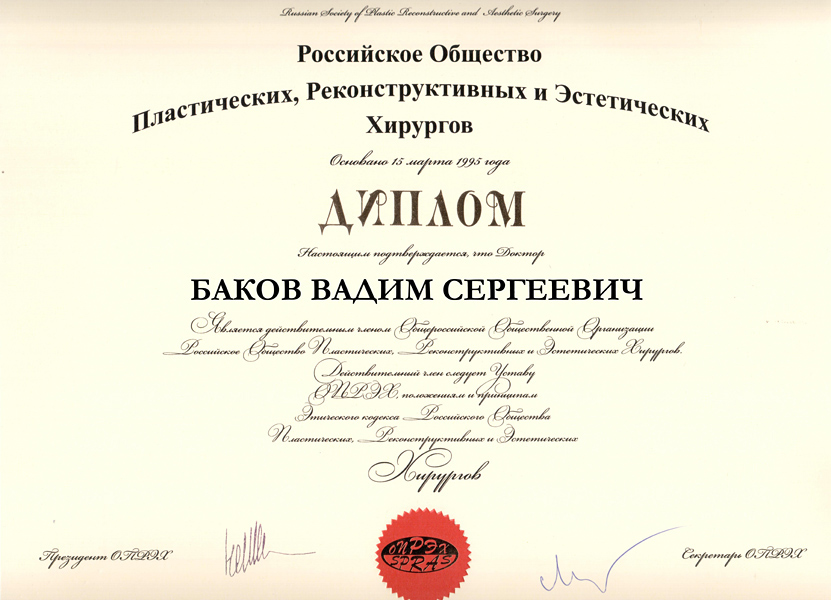 Russian Society of Plastic Reconstructive and Aesthetic Surgery
Российское Общество
Пластических, Реконструктивных и Эстетических
Хирургов
Основано 15 марта 1995 года
ДИПЛОМ
Настоящим подтверждается, что Доктор
БАКОВ ВАДИМ СЕРГЕЕВИЧ
Является действительным членом Общероссийской Общественной Организации
Российское Общество Пластических, Реконструктивных и Эстетических Хирургов.
Действительный член следует Уставу
ОПРЭХ, положениям и принципам
Этического кодекса Российского Общества
Пластических, Реконструктивных и Эстетических
Хирургов
Президент ОПРЭХ
ОПРЭХ
SPRAS
Секретарь ОПРЭХ